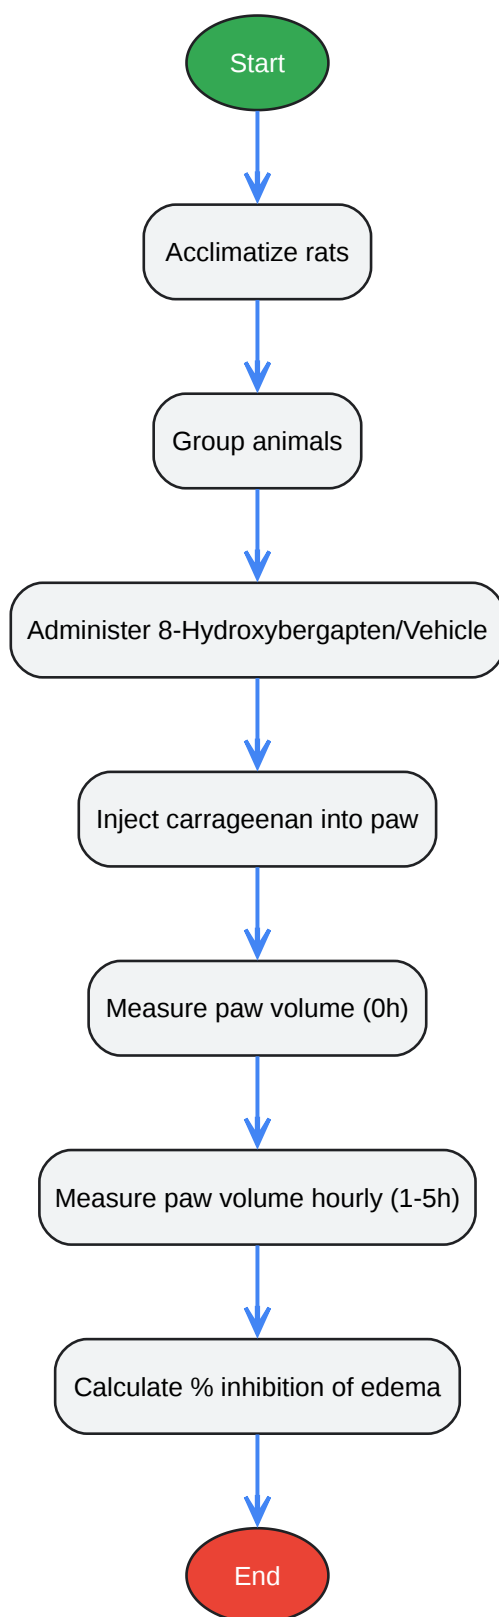 Start
Acclimatize rats
Group animals
Administer 8-Hydroxybergapten/Vehicle
Inject carrageenan into paw
Measure paw volume (0h)
Measure paw volume hourly (1-5h)
Calculate % inhibition of edema
End